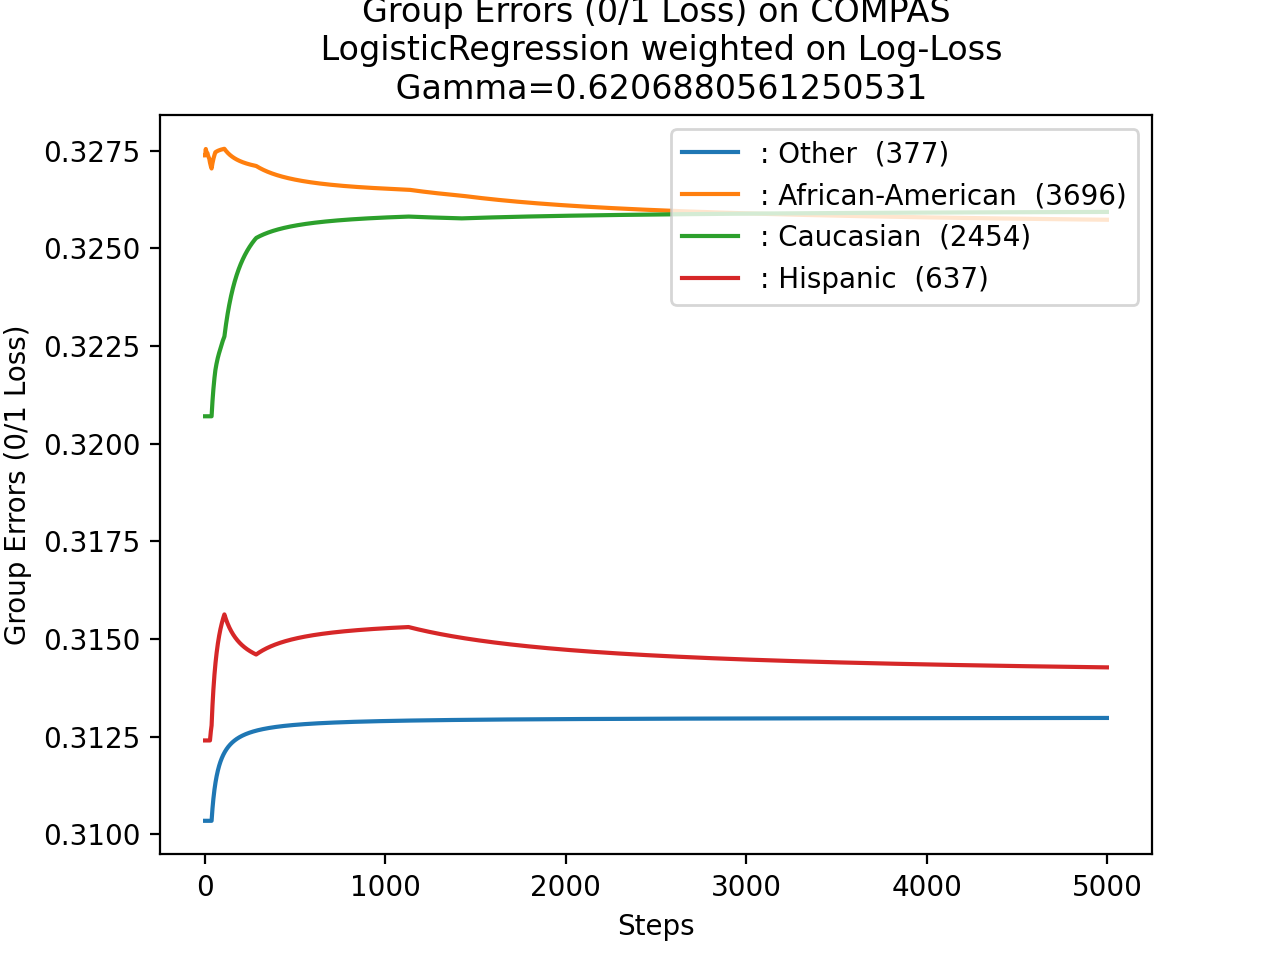 Group Errors (0/1 Loss) on COMPAS
LogisticRegression weighted on Log-Loss
Gamma=0.6206880561250531
0.3275
0.3250
0.3225
0.3200
0.3175
0.3150
0.3125
0.3100
Group Errors (0/1 Loss)
: Other (377)
: African-American (3696)
: Caucasian (2454)
: Hispanic (637)
0 1000 2000 3000 4000 5000
Steps